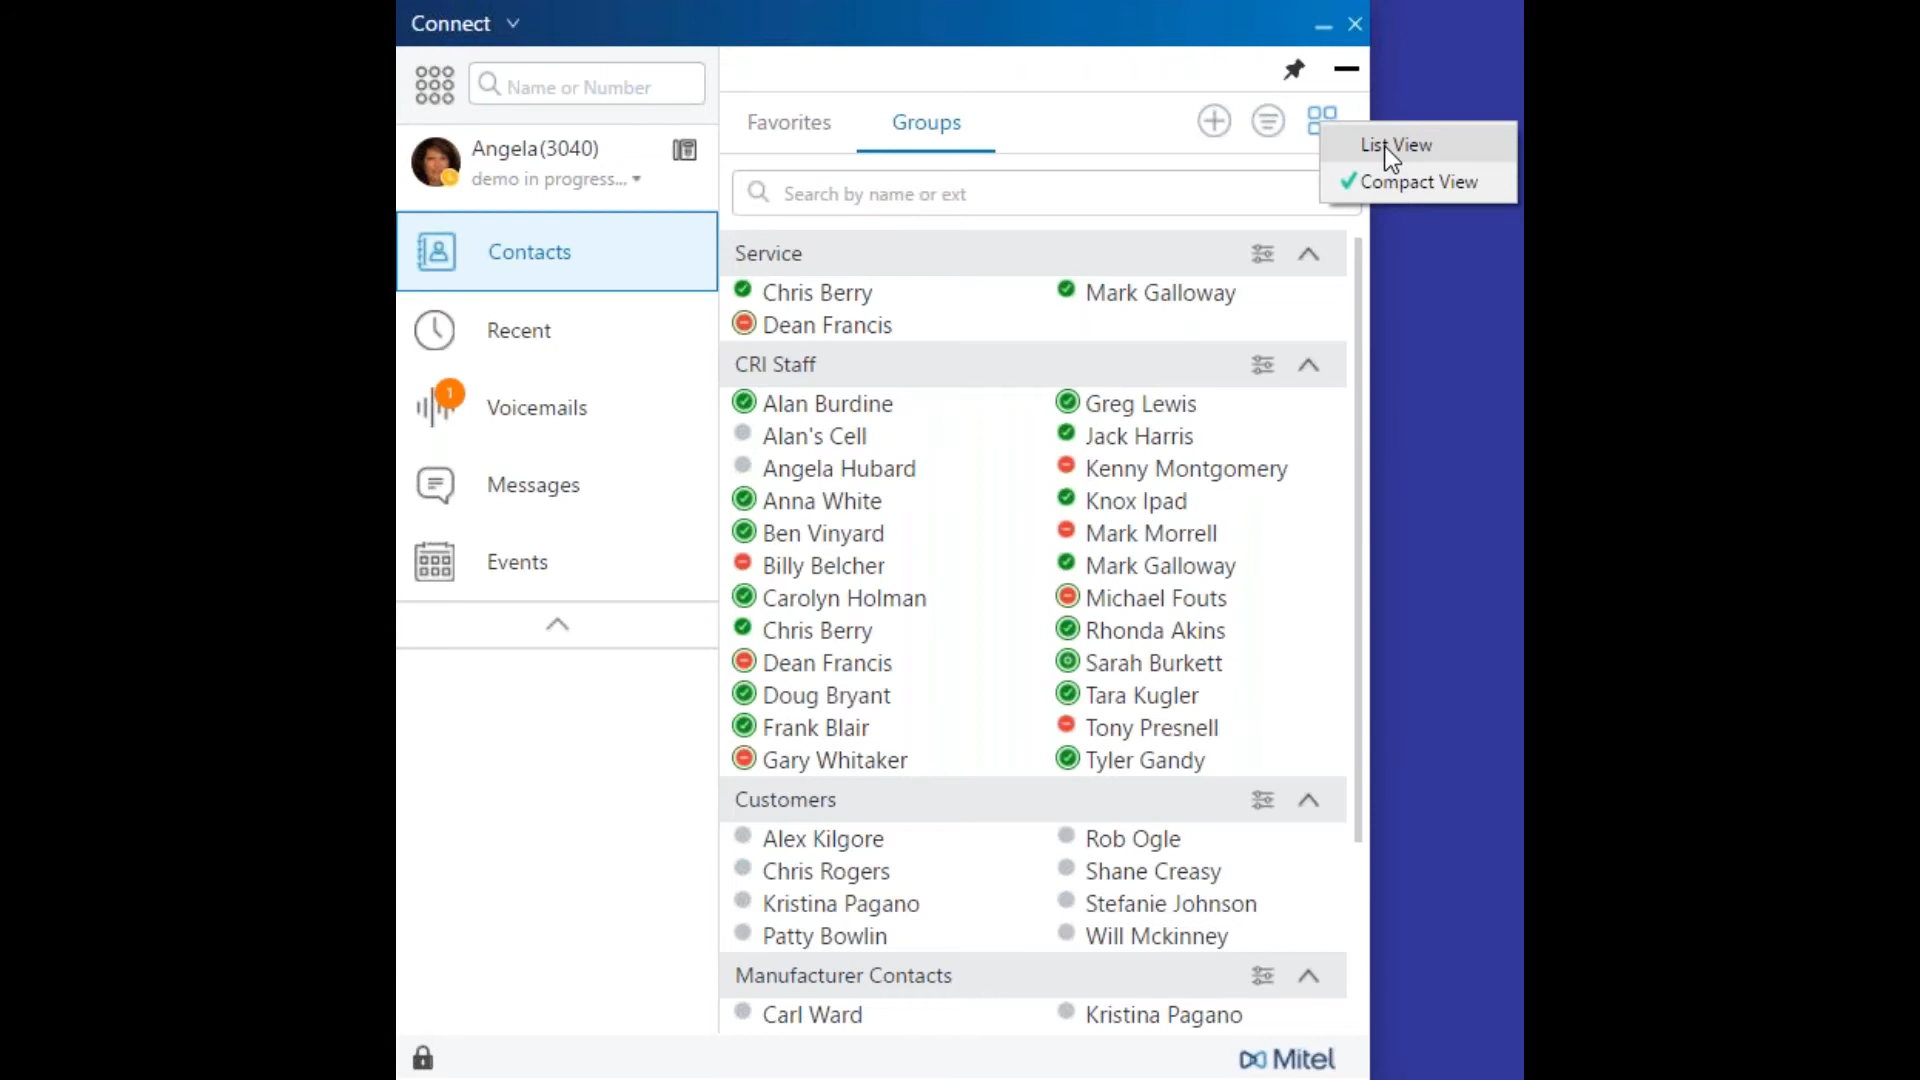 Connect
Name or Number
Angela(3040)
demo in progress...
Contacts
Recent
1
Voicemails
Messages
Events
Favorites
Groups
List View
Compact View
Search by name or ext
Service
Chris Berry
Mark Galloway
Dean Francis
CRI Staff
Alan Burdine
Greg Lewis
Alan's Cell
Jack Harris
Angela Hubard
Kenny Montgomery
Anna White
Knox Ipad
Ben Vinyard
Mark Morrell
Billy Belcher
Mark Galloway
Carolyn Holman
Michael Fouts
Chris Berry
Rhonda Akins
Dean Francis
Sarah Burkett
Doug Bryant
Tara Kugler
Frank Blair
Tony Presnell
Gary Whitaker
Tyler Gandy
Customers
Alex Kilgore
Rob Ogle
Chris Rogers
Shane Creasy
Kristina Pagano
Stefanie Johnson
Patty Bowlin
Will Mckinney
Manufacturer Contacts
Carl Ward
Kristina Pagano
Mitel